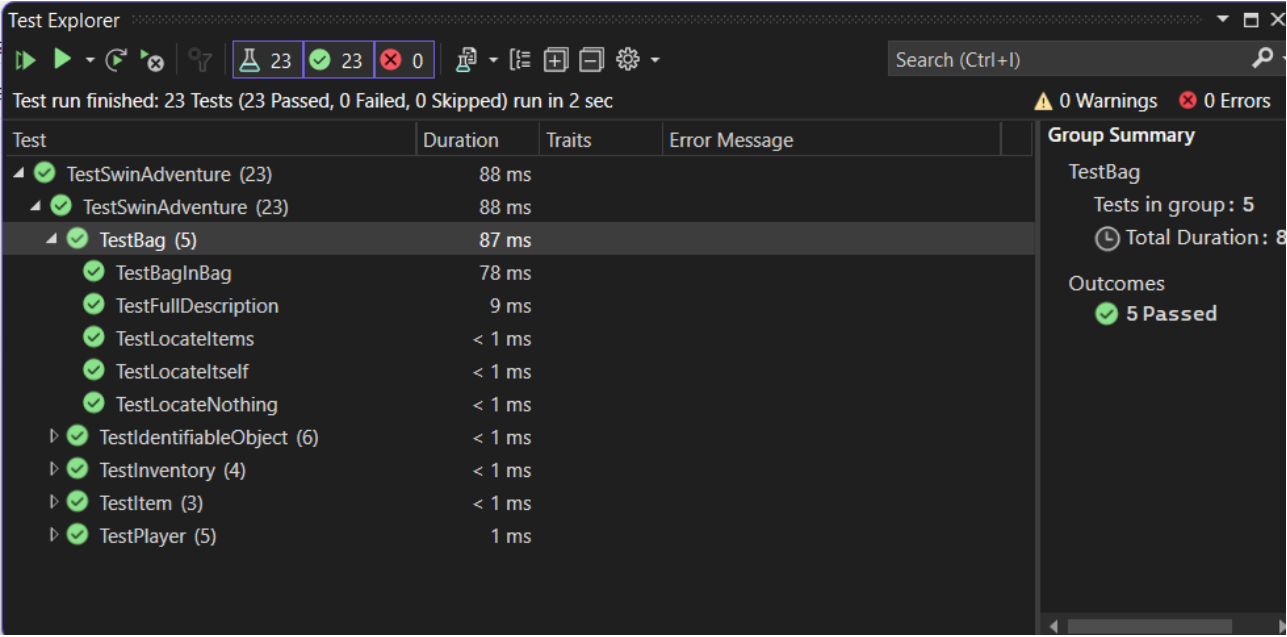 Test Explorer
23 23 0 Search (Ctrl+I)
Test run finished: 23 Tests (23 Passed, 0 Failed, 0 Skipped) run in 2 sec 0 Warnings 0 Errors
Test Duration Traits Error Message
TestSwinAdventure (23) 88 ms
TestSwinAdventure (23) 88 ms
TestBag (5) 87 ms
TestBagInBag 78 ms
TestFullDescription 9 ms
TestLocateItems < 1 ms
TestLocateItself < 1 ms
TestLocateNothing < 1 ms
TestIdentifiableObject (6) < 1 ms
TestInventory (4) < 1 ms
TestItem (3) < 1 ms
TestPlayer (5) 1 ms
Group Summary
TestBag
Tests in group: 5
Total Duration: 8
Outcomes
5 Passed